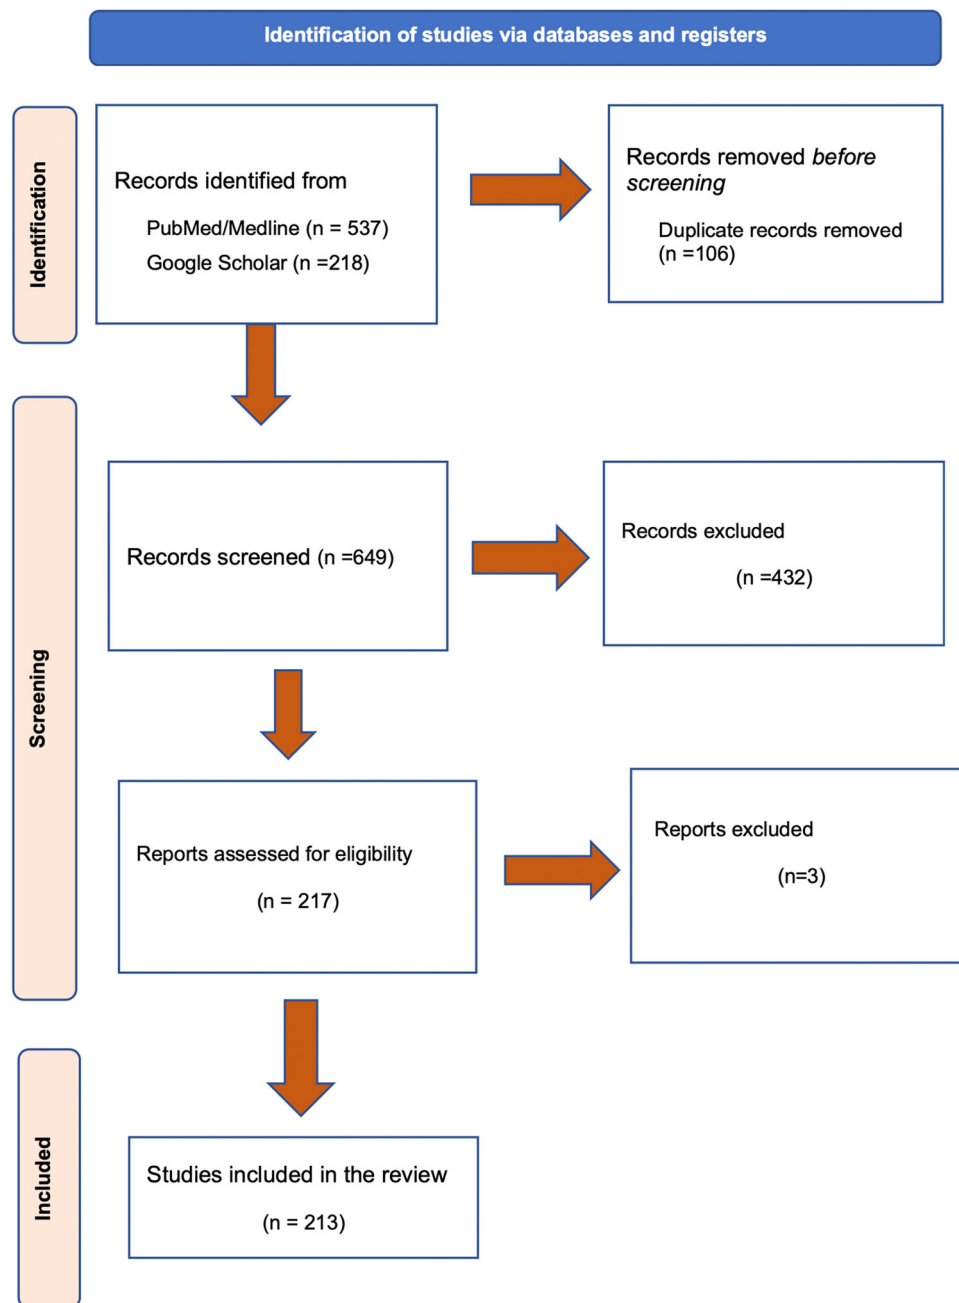 Identification of studies via databases and registers
Identification
Records identified from
PubMed/Medline (n = 537)
Google Scholar (n =218)
Records removed before
screening
Duplicate records removed
(n =106)
Screening
Records screened (n =649)
Records excluded
(n =432)
Reports assessed for eligibility
(n = 217)
Reports excluded
(n=3)
Included
Studies included in the review
(n = 213)